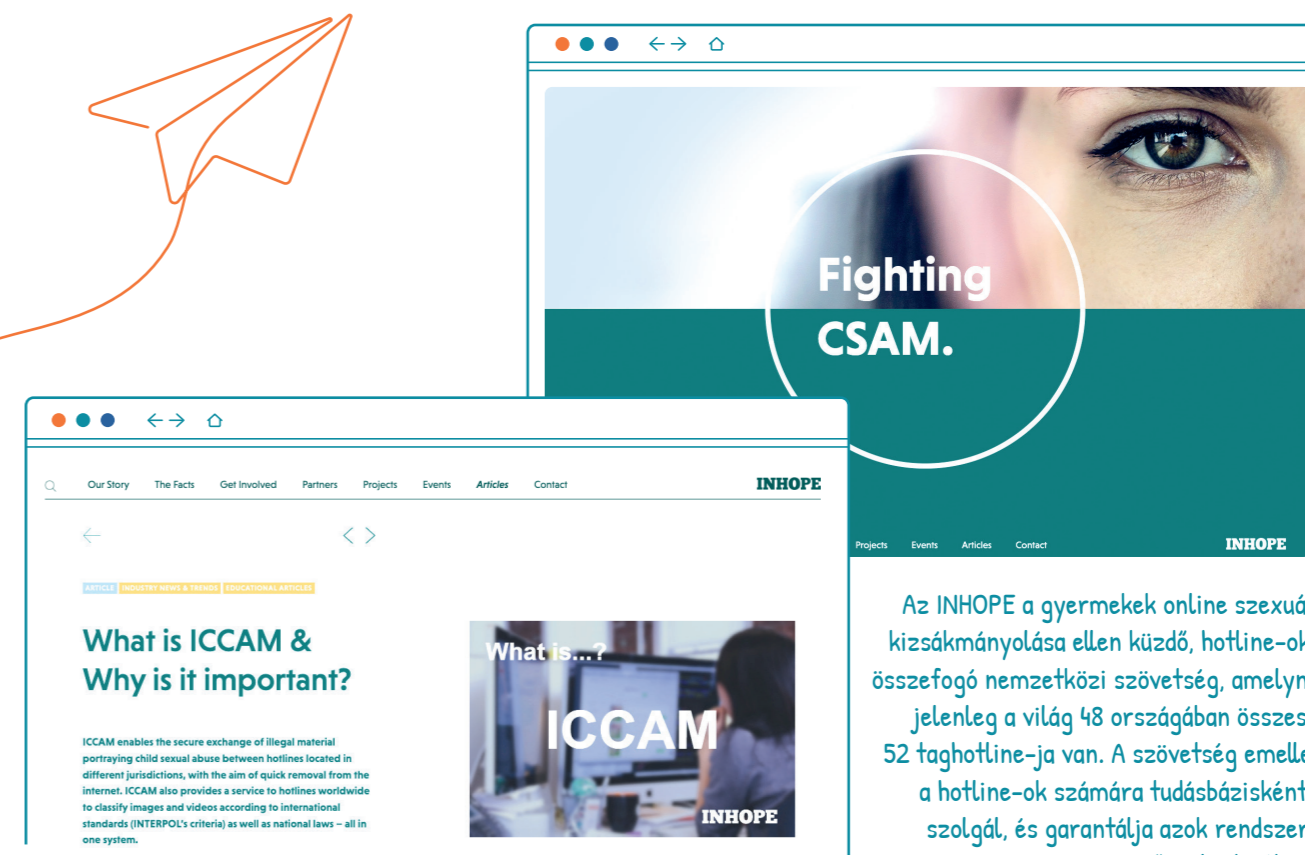 Fighting
CSAM.
Our Story The Facts Get Involved Partners Projects Events Articles Contact INHOPE
Projects Events Articles Contact INHOPE
ARTICLE INDUSTRY NEWS & TRENDS EDUCATIONAL ARTICLES
What is ICCAM &
Why is it important?
ICCAM enables the secure exchange of illegal material
portraying child sexual abuse between hotlines located in
different jurisdictions, with the aim of quick removal from the
internet. ICCAM also provides a service to hotlines worldwide
to classify images and videos according to international
standards (INTERPOL's criteria) as well as national laws – all in
one system.
What is...?
ICCAM
INHOPE
Az INHOPE a gyermekek online szexuá
kizsákmányolása ellen küzdő, hotline-ok
összefogó nemzetközi szövetség, amelyn
jelenleg a világ 48 országában összes
52 taghotline-ja van. A szövetség emelle
a hotline-ok számára tudásbázisként
szolgál, és garantálja azok rendszer